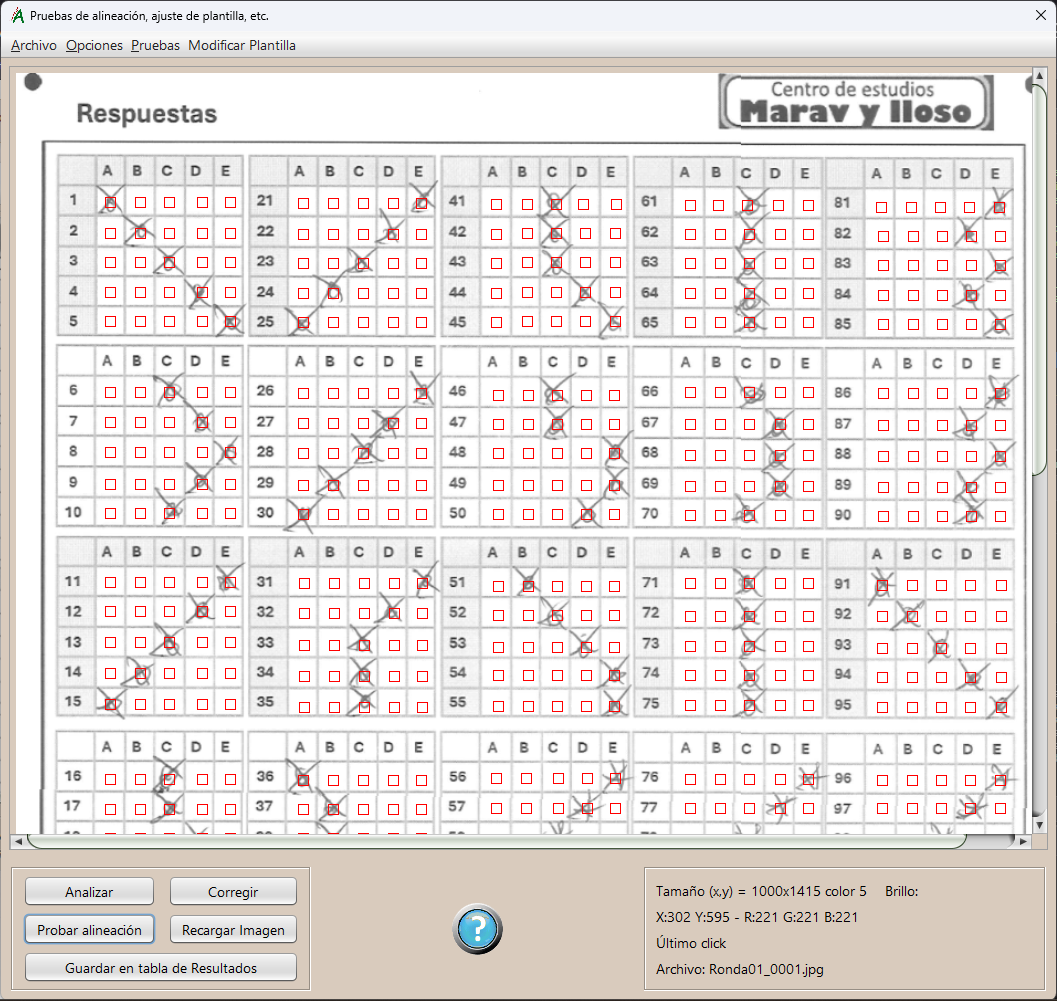 Pruebas de alineación, ajuste de plantilla, etc.
Archivo Opciones Pruebas Modificar Plantilla
Centro de estudios
Marav y lloso
Respuestas
A B C D E A B C D E A B C D E A B C D E A B C D E
1 21 41 61 81
2 22 42 62 82
3 23 43 63 83
4 24 44 64 84
5 25 45 65 85
A B C D E A B C D E A B C D E A B C D E A B C D E
6 26 46 66 86
7 27 47 67 87
8 28 48 68 88
9 29 49 69 89
10 30 50 70 90
A B C D E A B C D E A B C D E A B C D E A B C D E
11 31 51 71 91
12 32 52 72 92
13 33 53 73 93
14 34 54 74 94
15 35 55 75 95
A B C D E A B C D E A B C D E A B C D E A B C D E
16 36 56 76 96
17 37 57 77 97
Analizar Corregir
Probar alineación Recargar Imagen
Guardar en tabla de Resultados
?
Tamaño (x,y) = 1000x1415 color 5 Brillo:
X:302 Y:595 - R:221 G:221 B:221
Último click
Archivo: Ronda01_0001.jpg